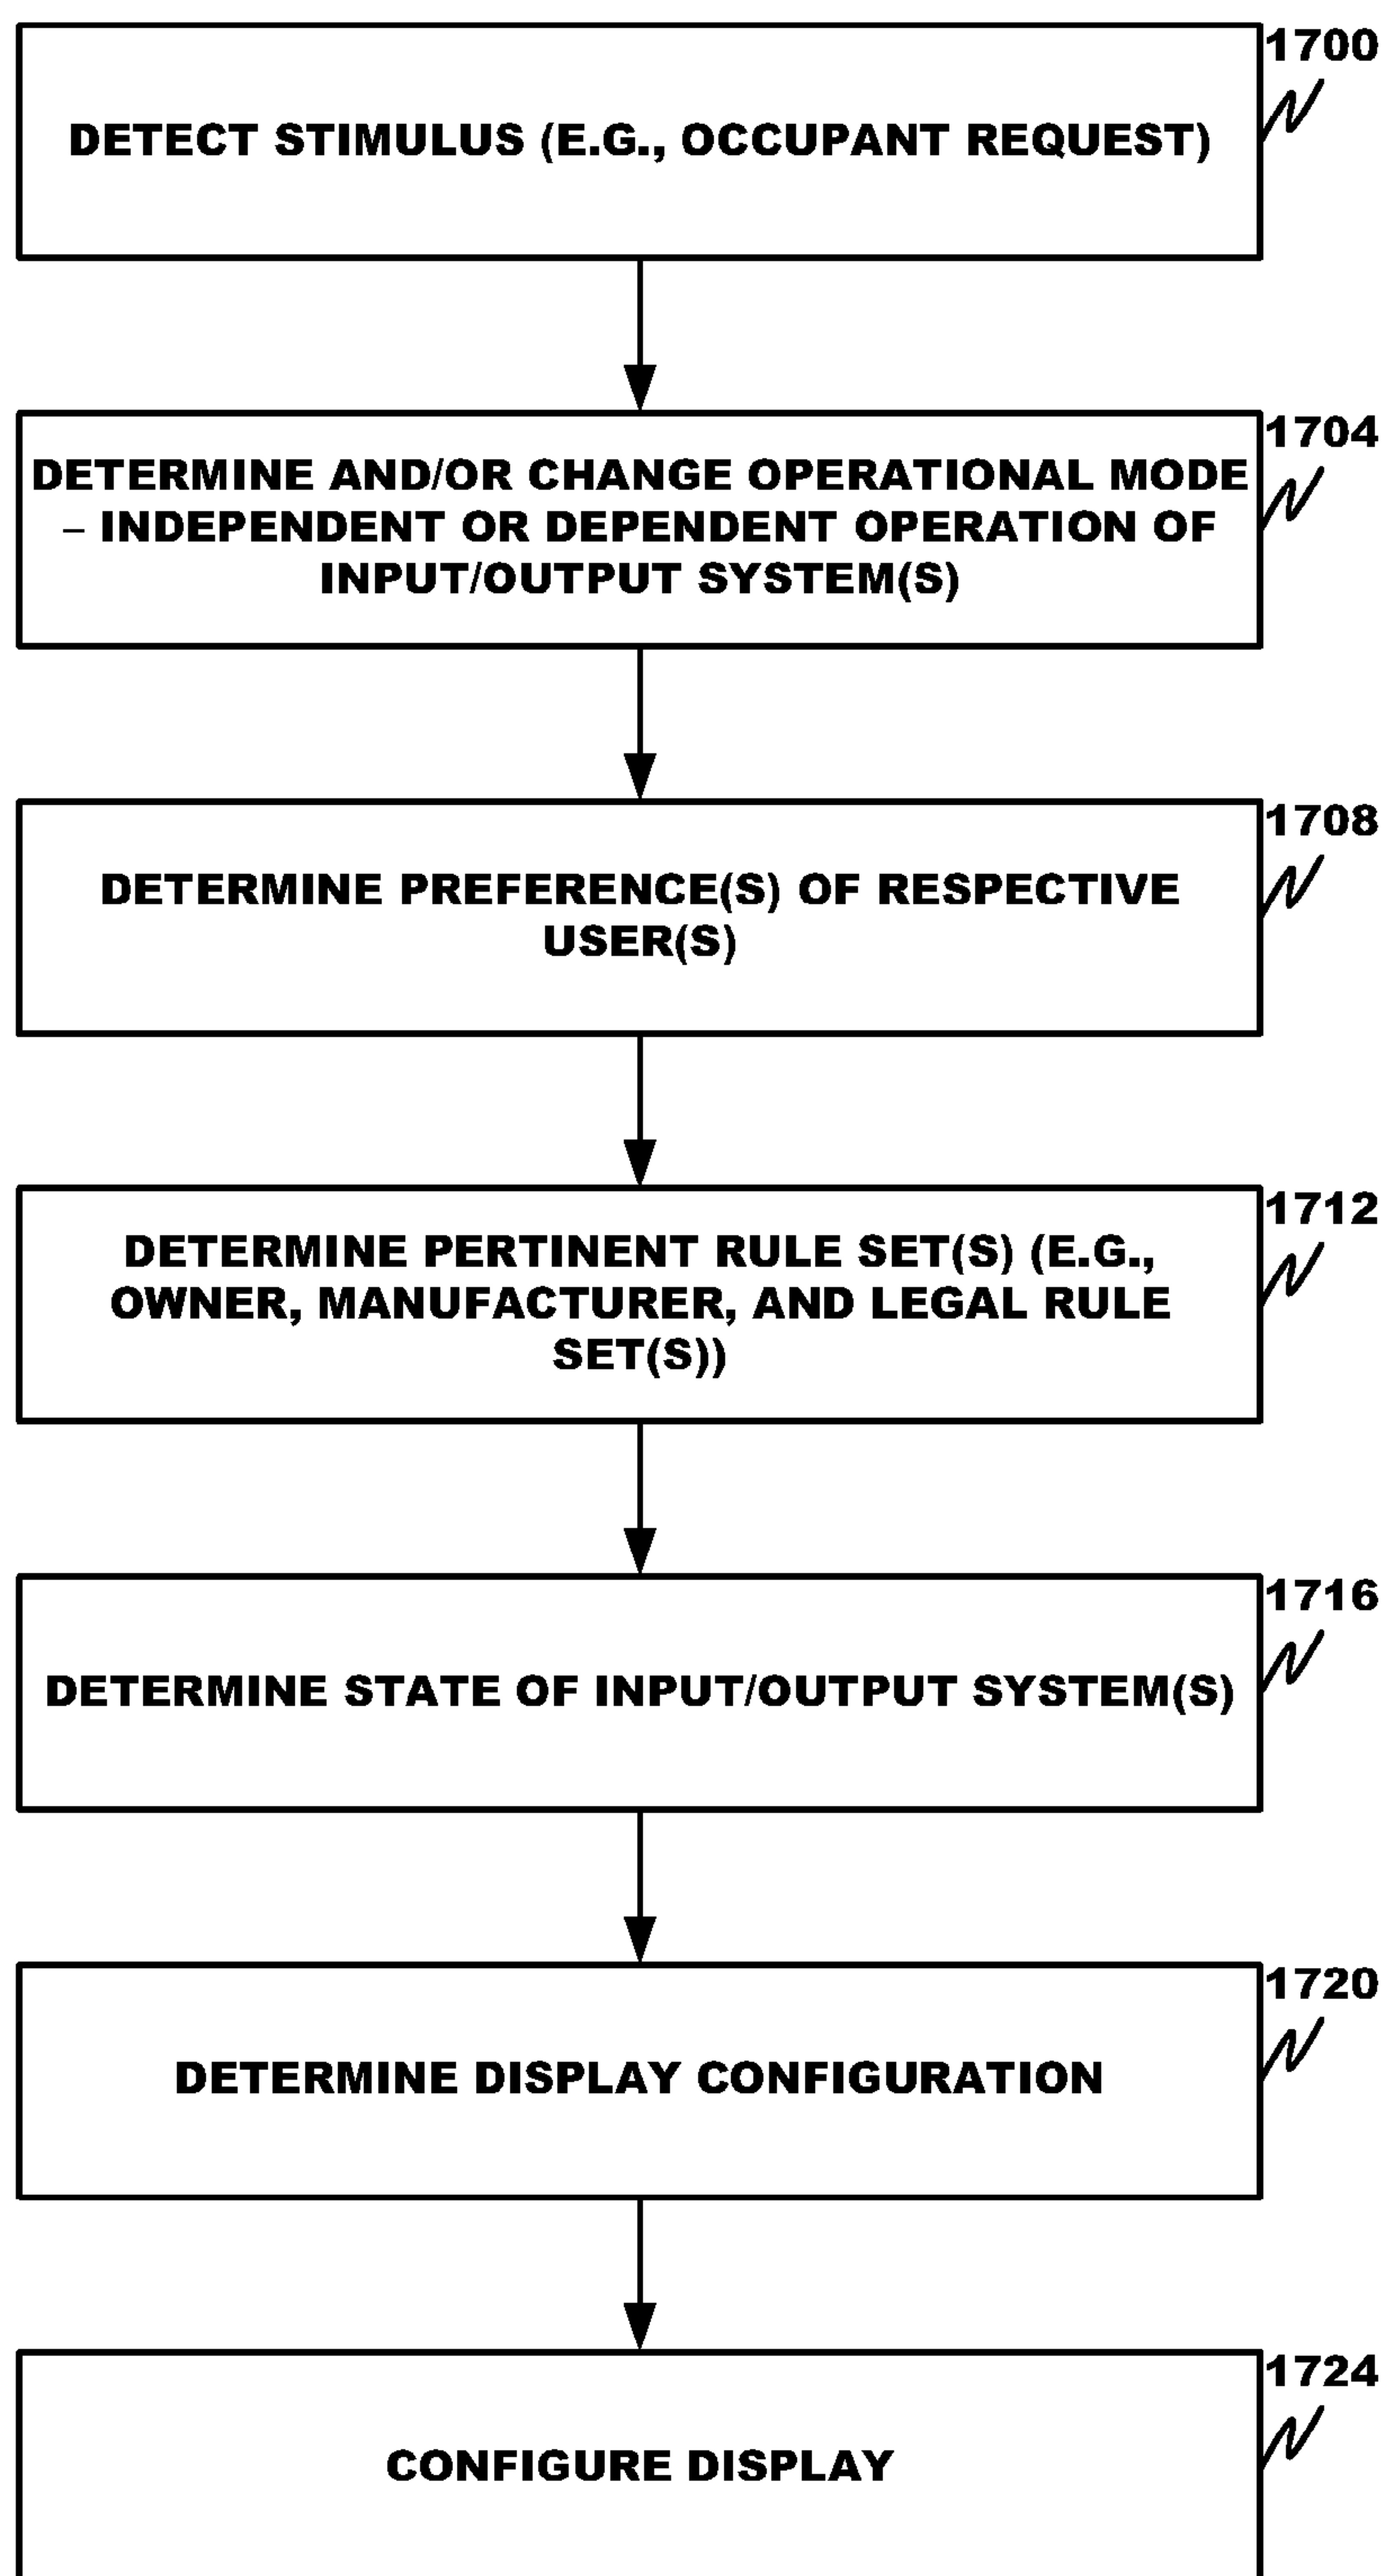 1700
DETECT STIMULUS (E.G., OCCUPANT REQUEST)
1704
DETERMINE AND/OR CHANGE OPERATIONAL MODE
– INDEPENDENT OR DEPENDENT OPERATION OF
INPUT/OUTPUT SYSTEM(S)
1708
DETERMINE PREFERENCE(S) OF RESPECTIVE
USER(S)
1712
DETERMINE PERTINENT RULE SET(S) (E.G.,
OWNER, MANUFACTURER, AND LEGAL RULE
SET(S))
1716
DETERMINE STATE OF INPUT/OUTPUT SYSTEM(S)
1720
DETERMINE DISPLAY CONFIGURATION
1724
CONFIGURE DISPLAY